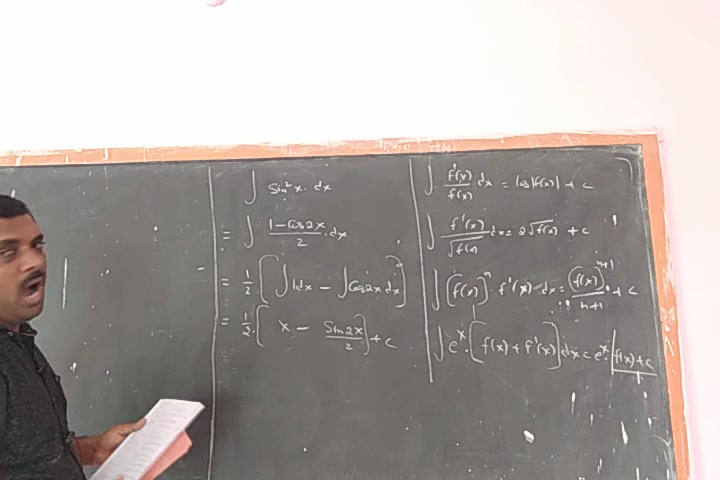 ∫ Sin²x. dx
= ∫ (1-Cos2x)/2 .dx
= 1/2 [ ∫1dx - ∫Cos2x dx ]
= 1/2 . [ x - Sin2x/2 ] + c
=
∫ f'(x)/f(x) dx = log|f(x)| + c
∫ f'(x)/√f(x) dx = 2√f(x) + c
∫ (f(x))ⁿ . f'(x) dx = (f(x))ⁿ⁺¹/n+1 + c
∫ eˣ. [ f(x) + f'(x) ] dx = eˣ. f(x) + c